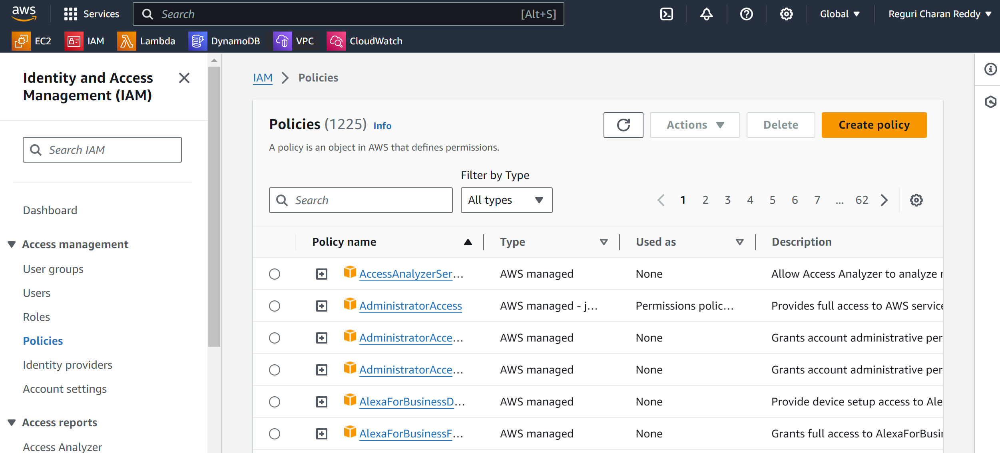 aws
Services
Search
[Alt+S]
Global
Reguri Charan Reddy
EC2
IAM
Lambda
DynamoDB
VPC
CloudWatch
Identity and Access
Management (IAM)
Search IAM
Dashboard
Access management
User groups
Users
Roles
Policies
Identity providers
Account settings
Access reports
Access Analyzer
IAM
Policies
Policies (1225) Info
A policy is an object in AWS that defines permissions.
Actions
Delete
Create policy
Filter by Type
Search
All types
1 2 3 4 5 6 7 ... 62
Policy name
Type
Used as
Description
AccessAnalyzerSer... AWS managed None Allow Access Analyzer to analyze r
AdministratorAccess AWS managed - j... Permissions polic... Provides full access to AWS service
AdministratorAcce... AWS managed None Grants account administrative per
AdministratorAcce... AWS managed None Grants account administrative per
AlexaForBusinessD... AWS managed None Provide device setup access to Ale
AlexaForBusinessF... AWS managed None Grants full access to AlexaForBusi